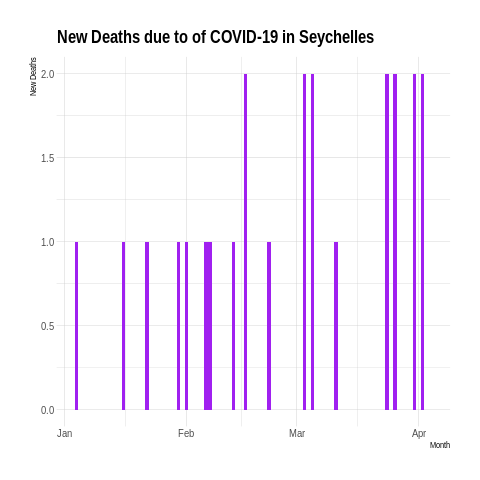 New Deaths due to of COVID-19 in Seychelles
New Deaths
2.0
1.5
1.0
0.5
0.0
Jan Feb Mar Apr
Month